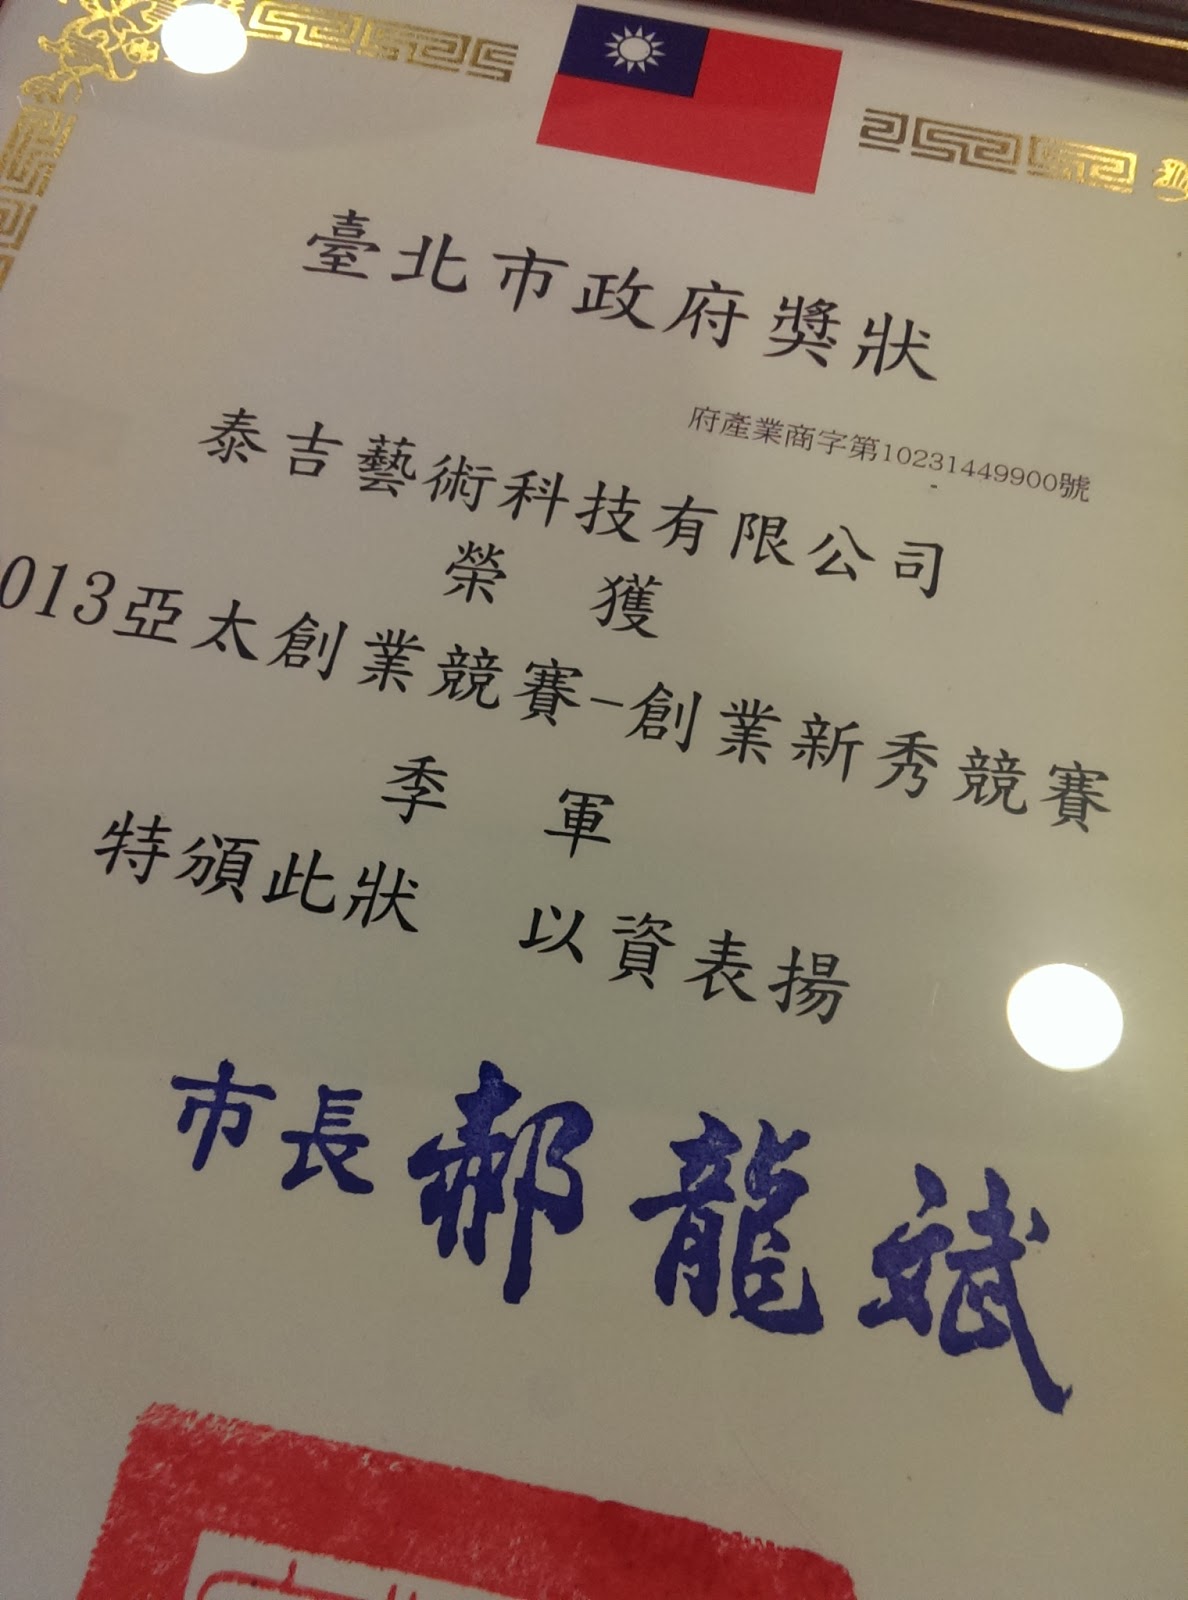 臺北市政府獎狀
府產業商字第10231449900號
泰吉藝術科技有限公司
榮 獲
013亞太創業競賽-創業新秀競賽
季 軍
特頒此狀 以資表揚
市長 郝龍斌